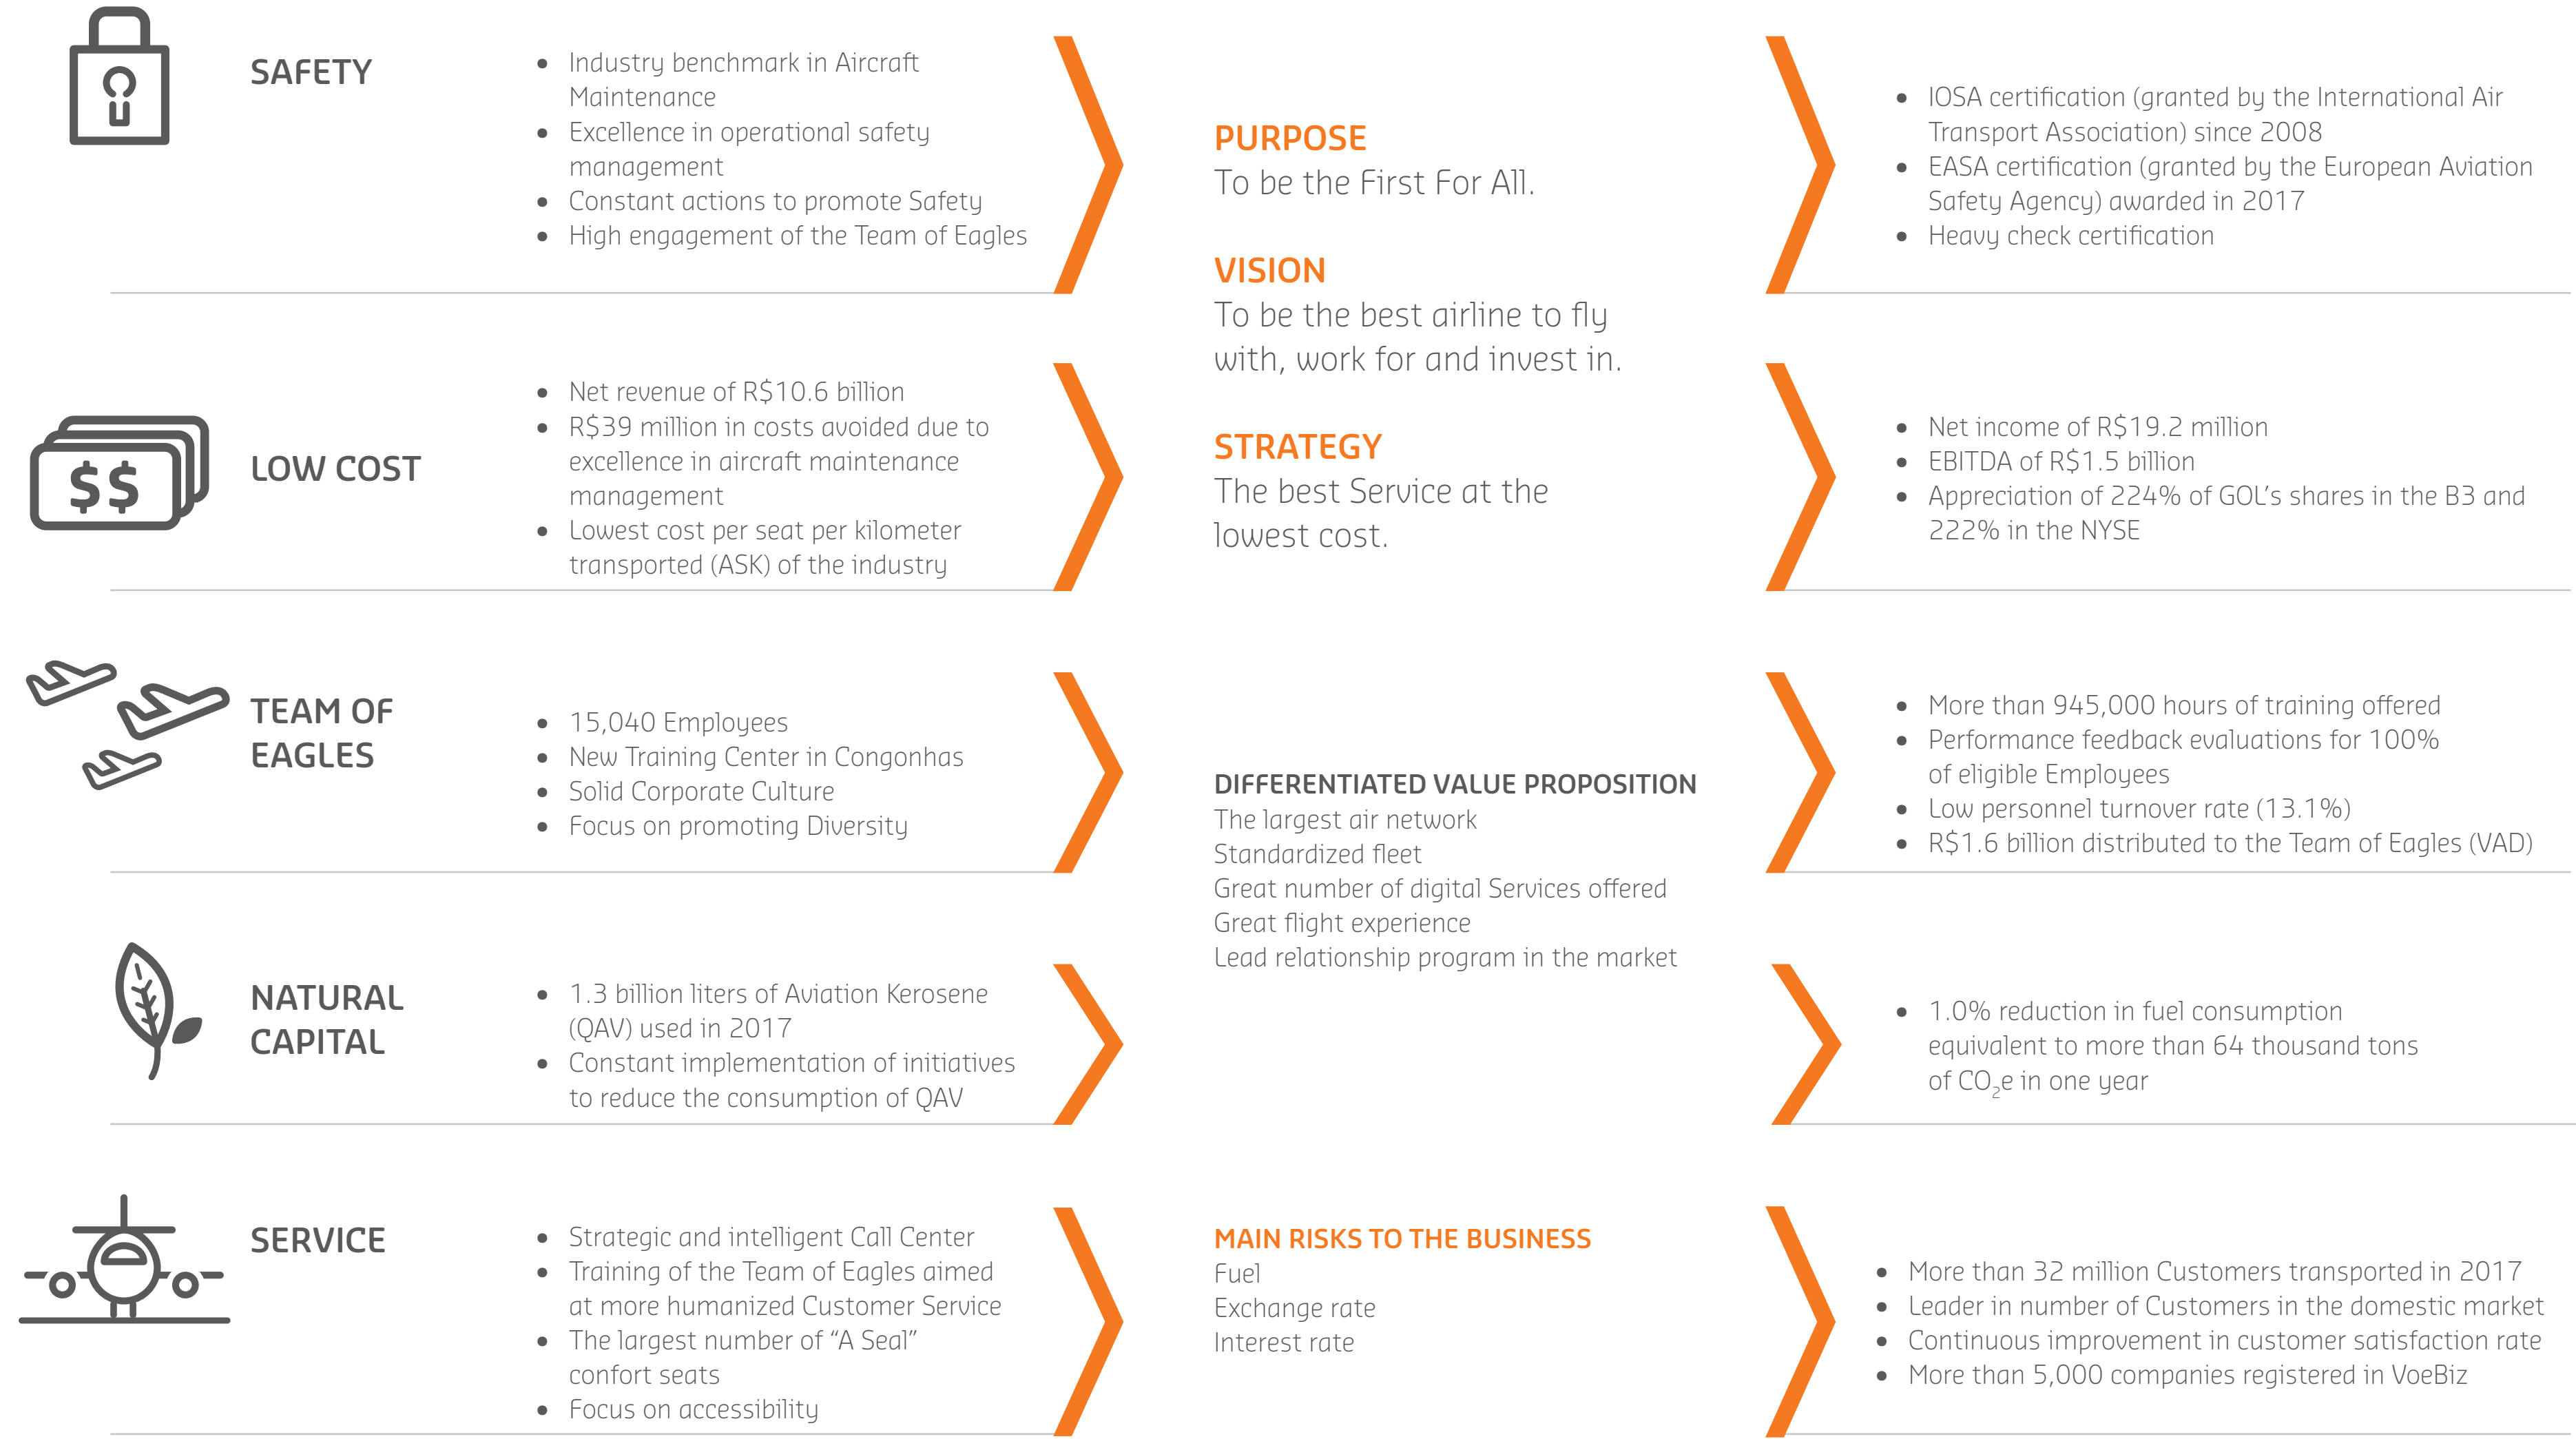 SAFETY
• Industry benchmark in Aircraft
Maintenance
• Excellence in operational safety
management
• Constant actions to promote Safety
• High engagement of the Team of Eagles
LOW COST
$$
• Net revenue of R$10.6 billion
• R$39 million in costs avoided due to
excellence in aircraft maintenance
management
• Lowest cost per seat per kilometer
transported (ASK) of the industry
TEAM OF
EAGLES
• 15,040 Employees
• New Training Center in Congonhas
• Solid Corporate Culture
• Focus on promoting Diversity
NATURAL
CAPITAL
• 1.3 billion liters of Aviation Kerosene
(QAV) used in 2017
• Constant implementation of initiatives
to reduce the consumption of QAV
SERVICE
• Strategic and intelligent Call Center
• Training of the Team of Eagles aimed
at more humanized Customer Service
• The largest number of “A Seal”
confort seats
• Focus on accessibility
PURPOSE
To be the First For All.
VISION
To be the best airline to fly
with, work for and invest in.
STRATEGY
The best Service at the
lowest cost.
DIFFERENTIATED VALUE PROPOSITION
The largest air network
Standardized fleet
Great number of digital Services offered
Great flight experience
Lead relationship program in the market
MAIN RISKS TO THE BUSINESS
Fuel
Exchange rate
Interest rate
• IOSA certification (granted by the International Air
Transport Association) since 2008
• EASA certification (granted by the European Aviation
Safety Agency) awarded in 2017
• Heavy check certification
• Net income of R$19.2 million
• EBITDA of R$1.5 billion
• Appreciation of 224% of GOL’s shares in the B3 and
222% in the NYSE
• More than 945,000 hours of training offered
• Performance feedback evaluations for 100%
of eligible Employees
• Low personnel turnover rate (13.1%)
• R$1.6 billion distributed to the Team of Eagles (VAD)
• 1.0% reduction in fuel consumption
equivalent to more than 64 thousand tons
of CO₂e in one year
• More than 32 million Customers transported in 2017
• Leader in number of Customers in the domestic market
• Continuous improvement in customer satisfaction rate
• More than 5,000 companies registered in VoeBiz